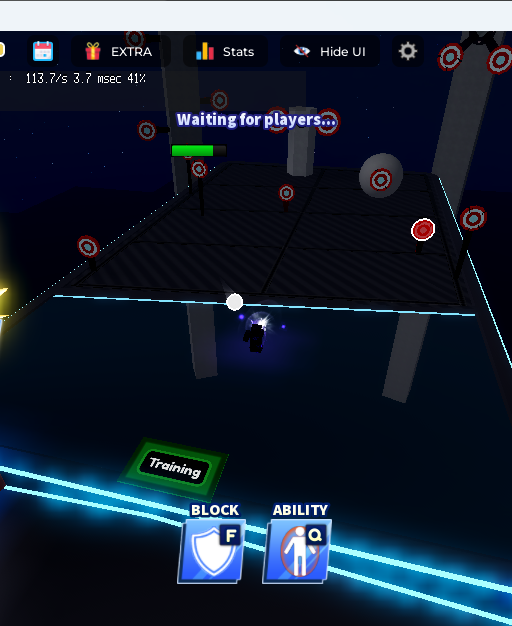 EXTRA
Stats
Hide UI
: 113.7/s 3.7 msec 41%
Waiting for players...
Training
BLOCK
ABILITY
F
Q